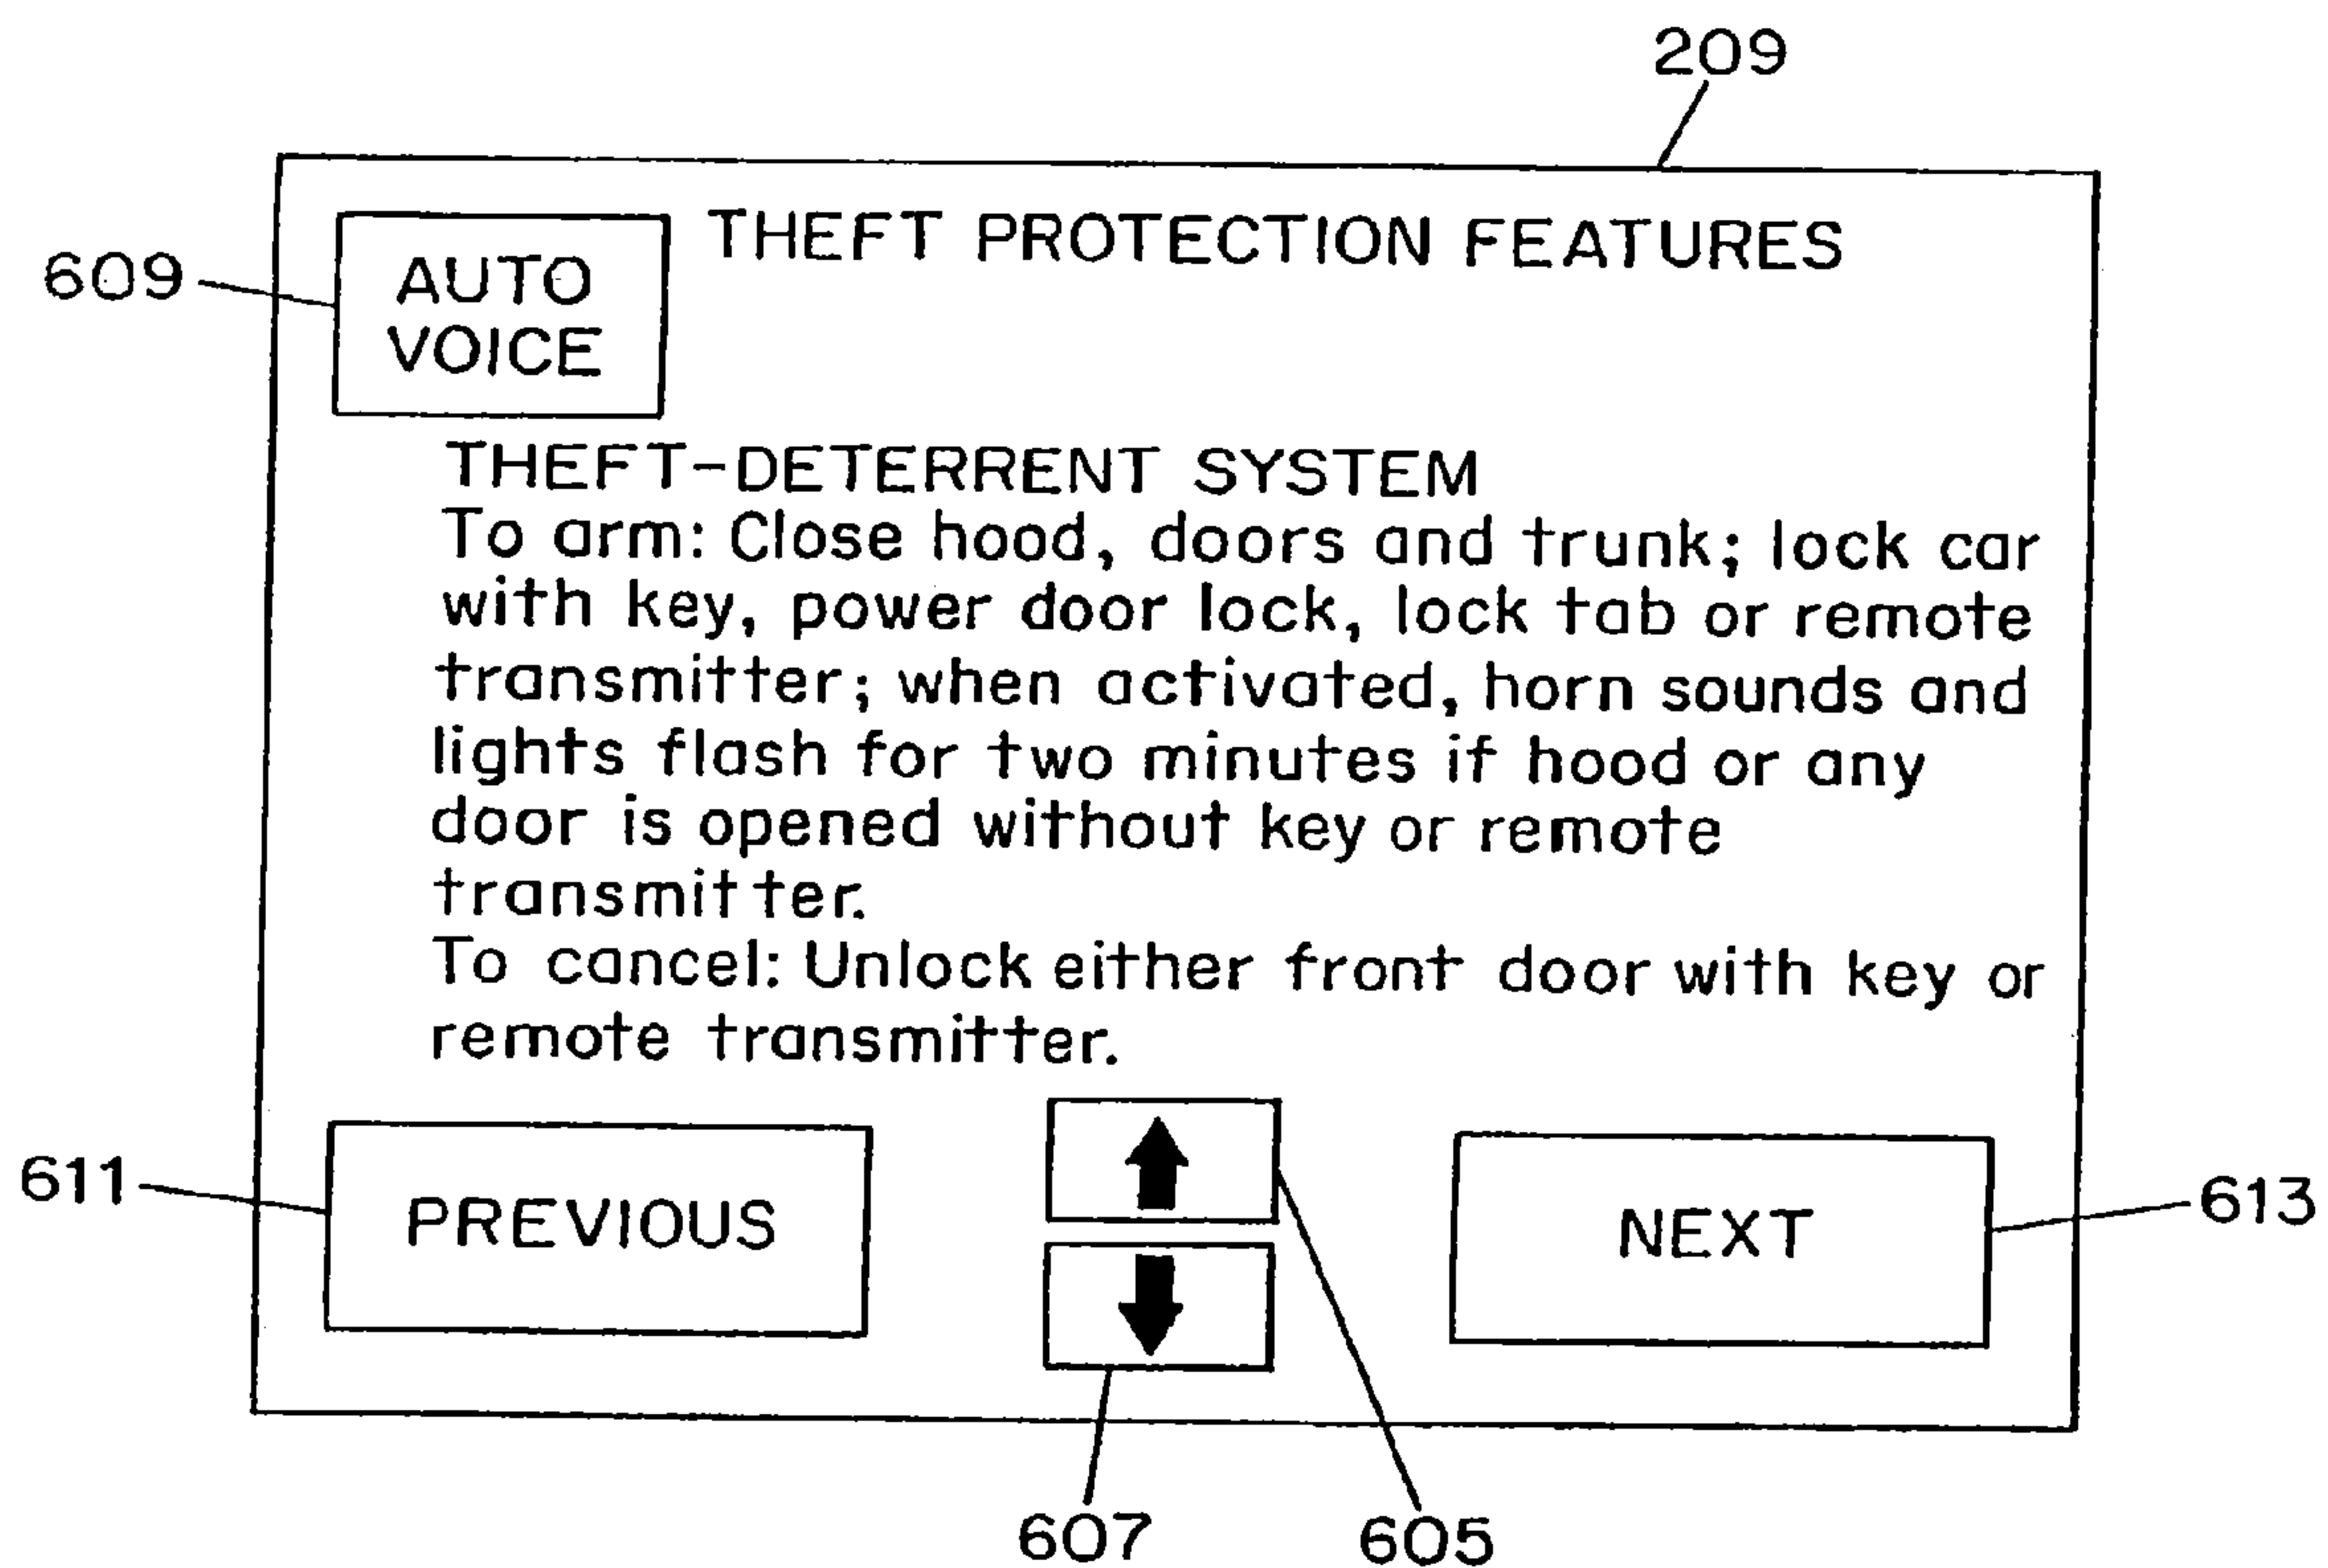 209
THEFT PROTECTION FEATURES
609
AUTO
VOICE
THEFT-DETERRENT SYSTEM
To arm: Close hood, doors and trunk; lock car
with key, power door lock, lock tab or remote
transmitter; when activated, horn sounds and
lights flash for two minutes if hood or any
door is opened without key or remote
transmitter.
To cancel: Unlock either front door with key or
remote transmitter.
611
PREVIOUS
NEXT
613
607
605